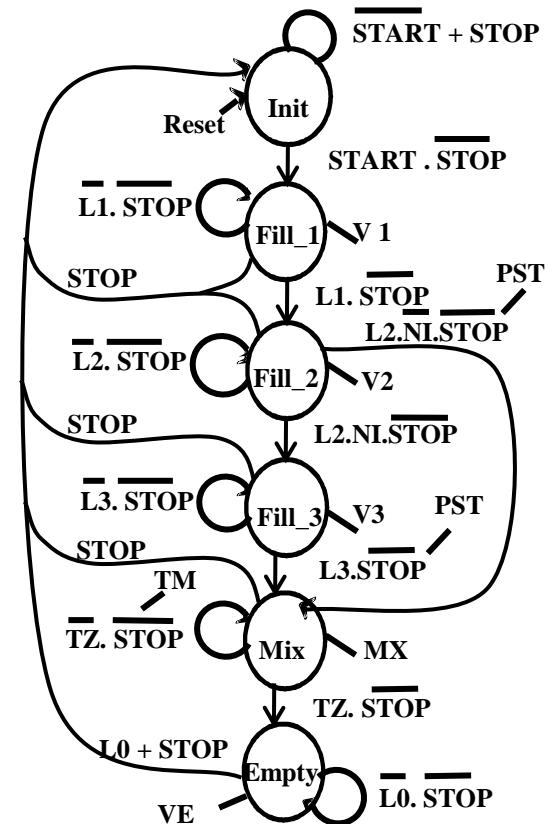 START + STOP
Init
Reset
START . STOP
L1. STOP
Fill_1
V 1
PST
STOP
L1. STOP
L2.NI.STOP
L2. STOP
Fill_2
V2
STOP
L2.NI.STOP
L3. STOP
Fill_3
V3
PST
STOP
L3.STOP
TM
TZ. STOP
Mix
MX
TZ. STOP
L0 + STOP
Empty
L0. STOP
VE